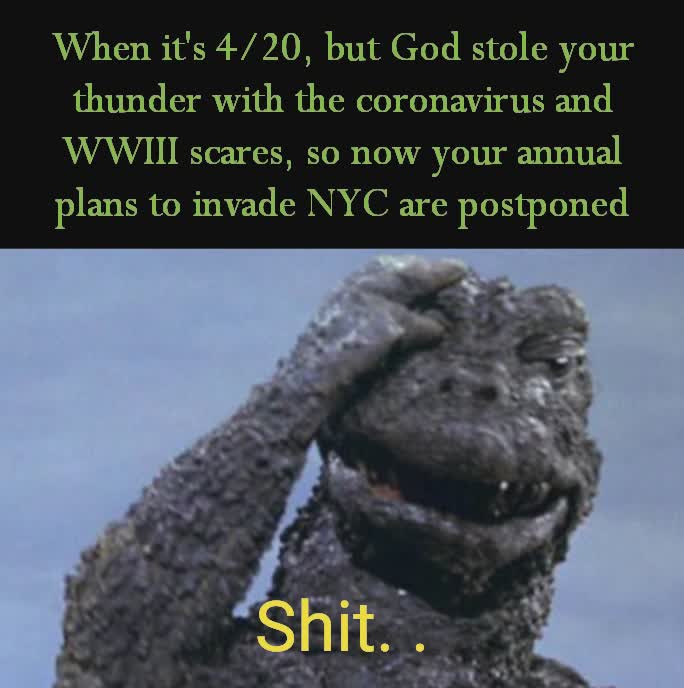 When it's 4/20, but God stole your
thunder with the coronavirus and
WWIII scares, so now your annual
plans to invade NYC are postponed
Shit. .